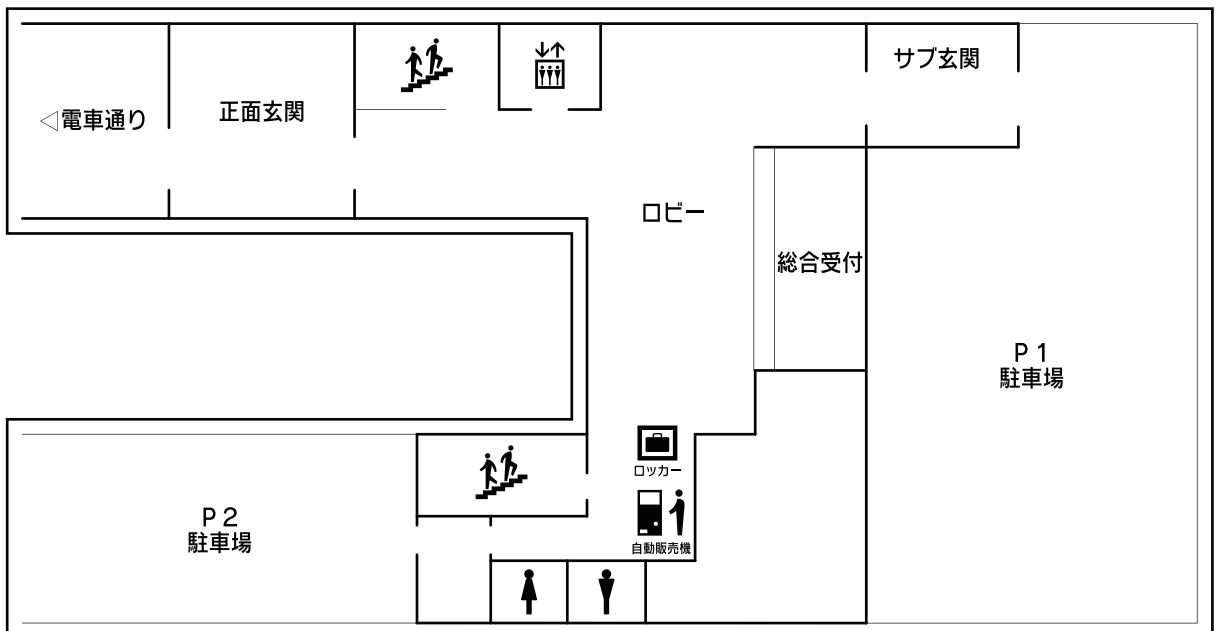 サブ玄関
◁電車通り
正面玄関
ロビー
総合受付
P1
駐車場
ロッカー
P2
駐車場
自動販売機